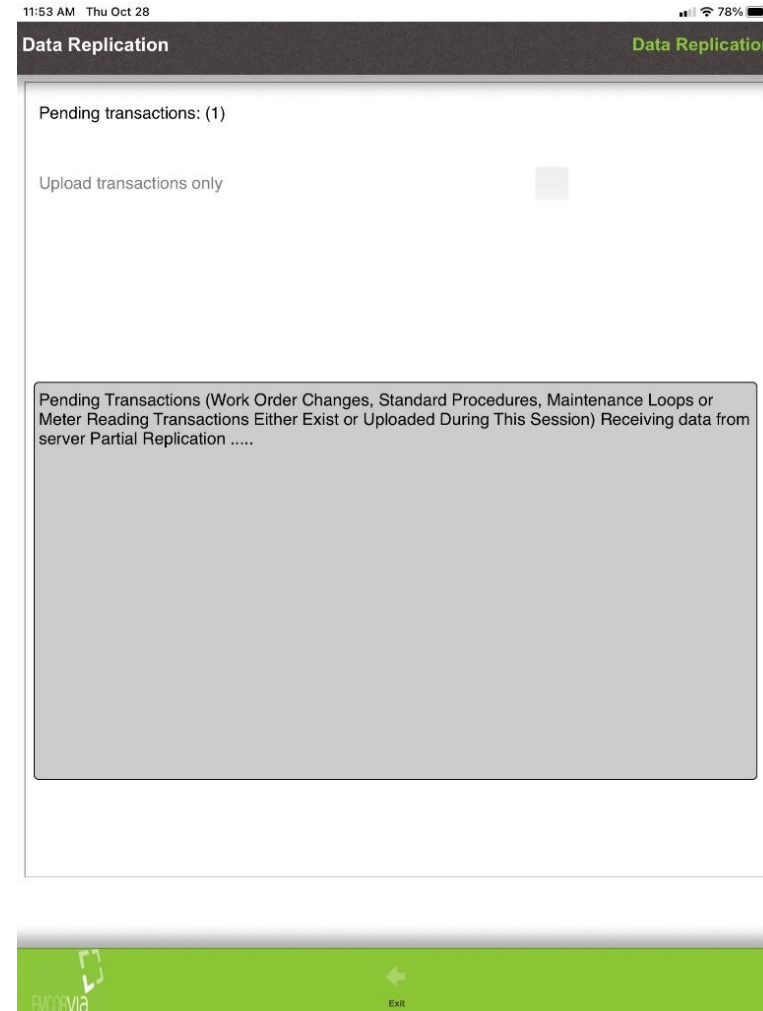 11:53 AM Thu Oct 28 78%
Data Replication Data Replicatio
Pending transactions: (1)
Upload transactions only
Pending Transactions (Work Order Changes, Standard Procedures, Maintenance Loops or
Meter Reading Transactions Either Exist or Uploaded During This Session) Receiving data from
server Partial Replication .....
EMCORVIA
Exit